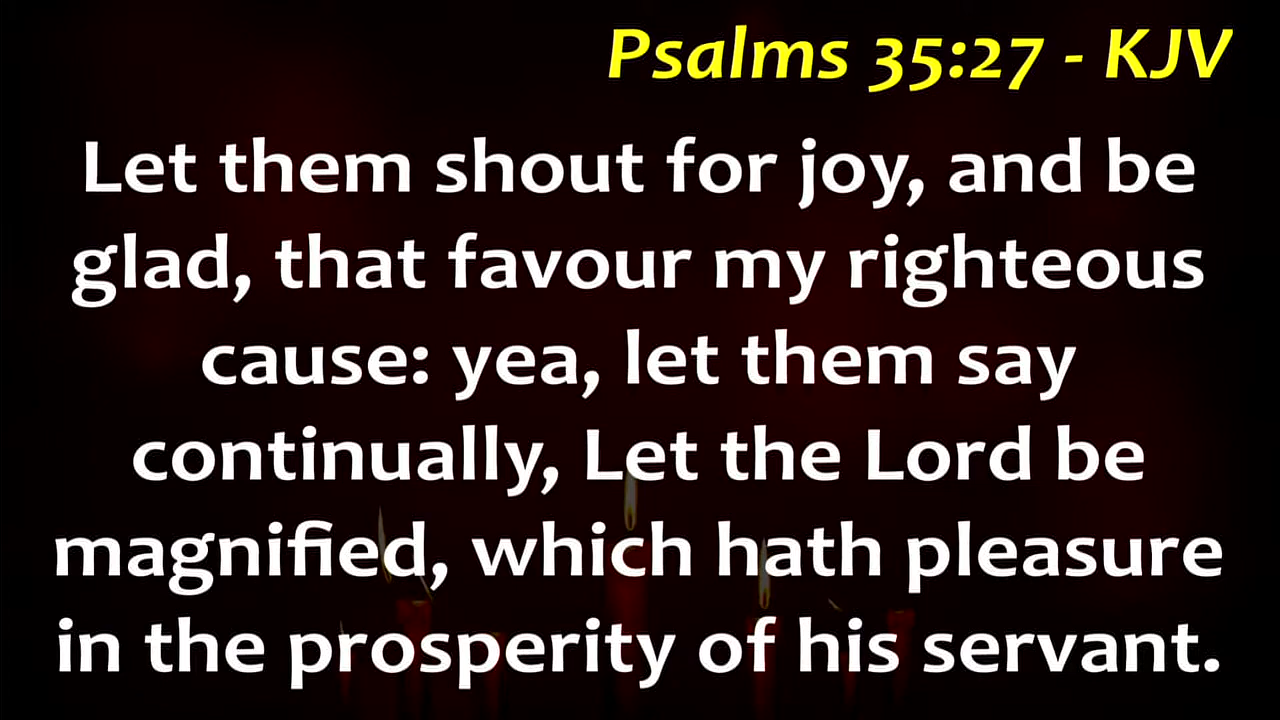 Psalms 35:27 - KJV
Let them shout for joy, and be
glad, that favour my righteous
cause: yea, let them say
continually, Let the Lord be
magnified, which hath pleasure
in the prosperity of his servant.